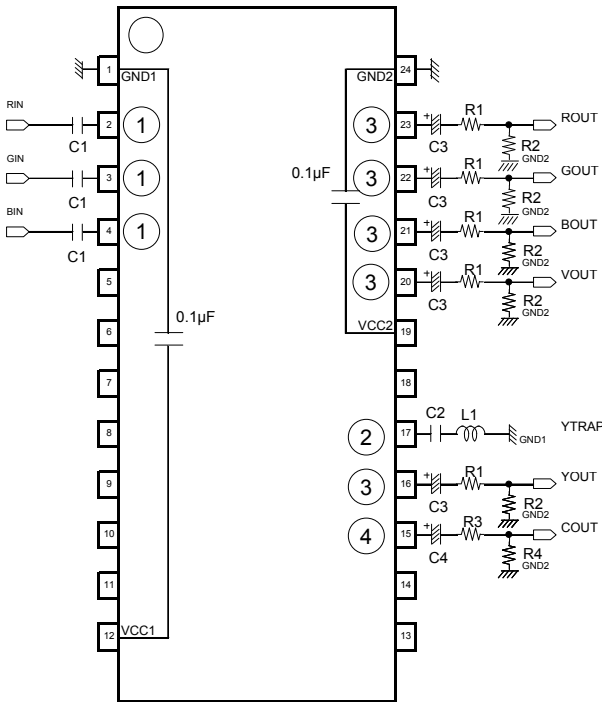 1 GND1 GND2 24
RIN C1 2 1 3 23 + C3 R1 R2 GND2 ROUT
GIN C1 3 1 0.1µF 3 22 + C3 R1 R2 GND2 GOUT
BIN C1 4 1 3 21 + C3 R1 R2 GND2 BOUT
5 3 20 + C3 R1 R2 GND2 VOUT
6 0.1µF VCC2 19
7 18
8 2 17 C2 L1 GND1 YTRAP
9 3 16 + C3 R1 R2 GND2 YOUT
10 4 15 + C4 R3 R4 GND2 COUT
11 14
12 VCC1 13